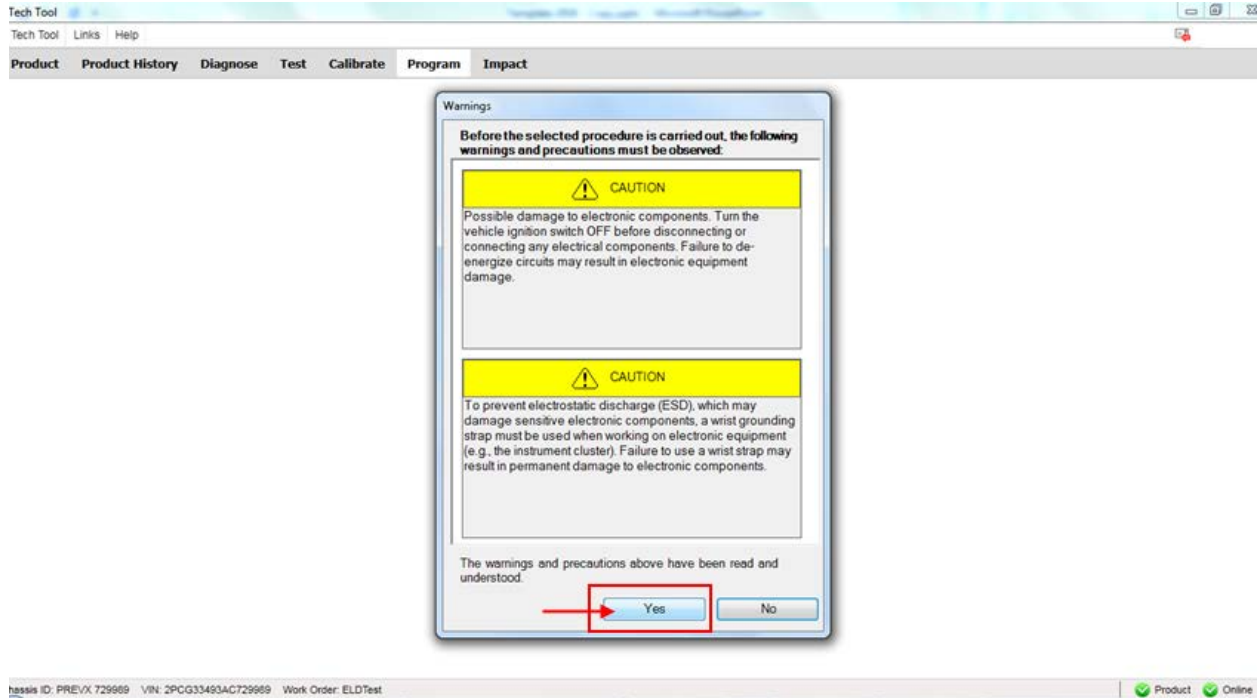 Tech Tool
Tech Tool Links Help
Product Product History Diagnose Test Calibrate Program Impact
Warnings
Before the selected procedure is carried out, the following
warnings and precautions must be observed:
CAUTION
Possible damage to electronic components. Turn the
vehicle ignition switch OFF before disconnecting or
connecting any electrical components. Failure to de-
energize circuits may result in electronic equipment
damage.
CAUTION
To prevent electrostatic discharge (ESD), which may
damage sensitive electronic components, a wrist grounding
strap must be used when working on electronic equipment
(e.g., the instrument cluster). Failure to use a wrist strap may
result in permanent damage to electronic components.
The warnings and precautions above have been read and
understood.
Yes No
hassis ID: PREVX 729989 VIN: 2PCG33493AC729989 Work Order: ELDTest Product Online